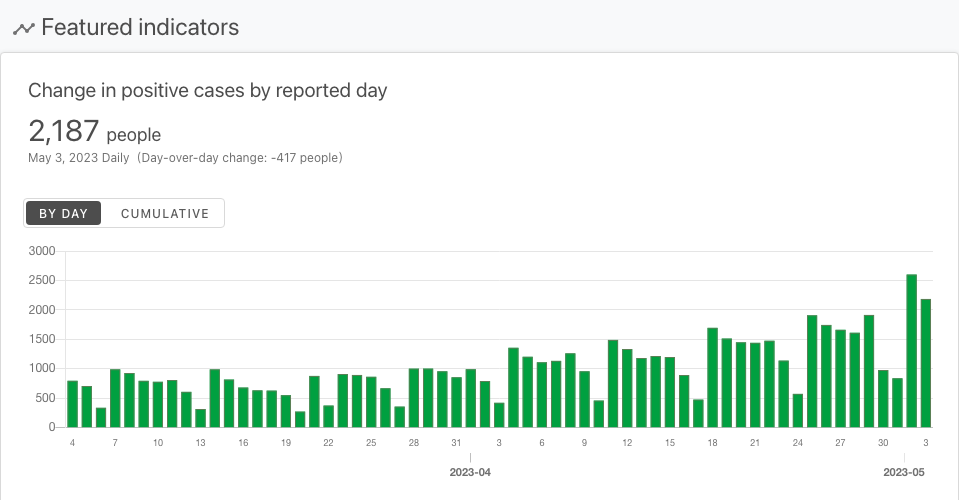 Featured indicators
Change in positive cases by reported day
2,187 people
May 3, 2023 Daily (Day-over-day change: -417 people)
BY DAY CUMULATIVE
3000
2500
2000
1500
1000
500
0
4 7 10 13 16 19 22 25 28 31 3 6 9 12 15 18 21 24 27 30 3
2023-04 2023-05